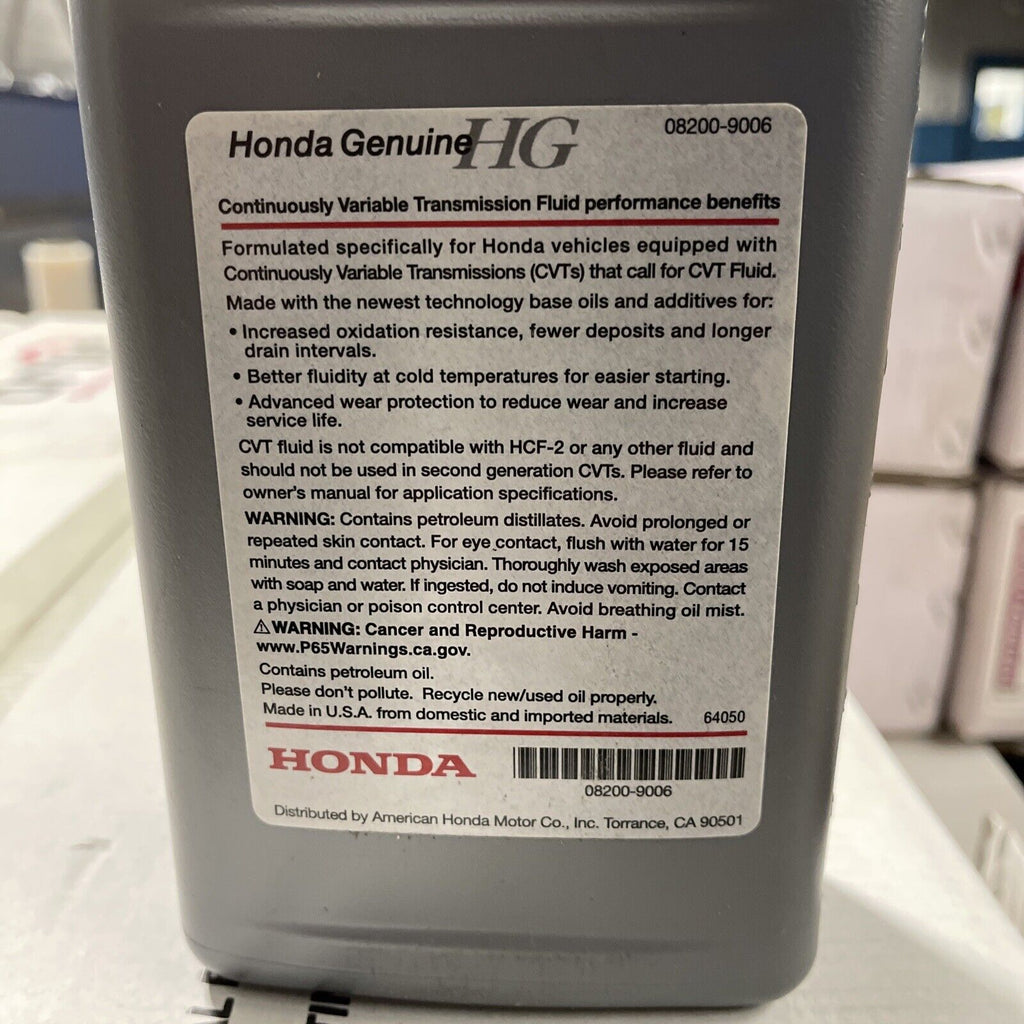 Honda Genuine HG 08200-9006
Continuously Variable Transmission Fluid performance benefits
Formulated specifically for Honda vehicles equipped with
Continuously Variable Transmissions (CVTs) that call for CVT Fluid.
Made with the newest technology base oils and additives for:
• Increased oxidation resistance, fewer deposits and longer
drain intervals.
• Better fluidity at cold temperatures for easier starting.
• Advanced wear protection to reduce wear and increase
service life.
CVT fluid is not compatible with HCF-2 or any other fluid and
should not be used in second generation CVTs. Please refer to
owner's manual for application specifications.
WARNING: Contains petroleum distillates. Avoid prolonged or
repeated skin contact. For eye contact, flush with water for 15
minutes and contact physician. Thoroughly wash exposed areas
with soap and water. If ingested, do not induce vomiting. Contact
a physician or poison control center. Avoid breathing oil mist.
⚠WARNING: Cancer and Reproductive Harm -
www.P65Warnings.ca.gov.
Contains petroleum oil.
Please don't pollute. Recycle new/used oil properly.
Made in U.S.A. from domestic and imported materials. 64050
HONDA
08200-9006
Distributed by American Honda Motor Co., Inc. Torrance, CA 90501